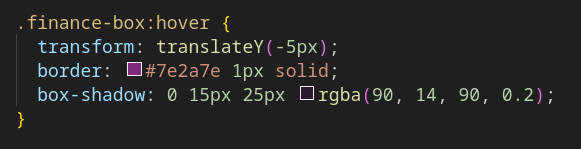 .finance-box:hover {
transform: translateY(-5px);
border: #7e2a7e 1px solid;
box-shadow: 0 15px 25px rgba(90, 14, 90, 0.2);
}